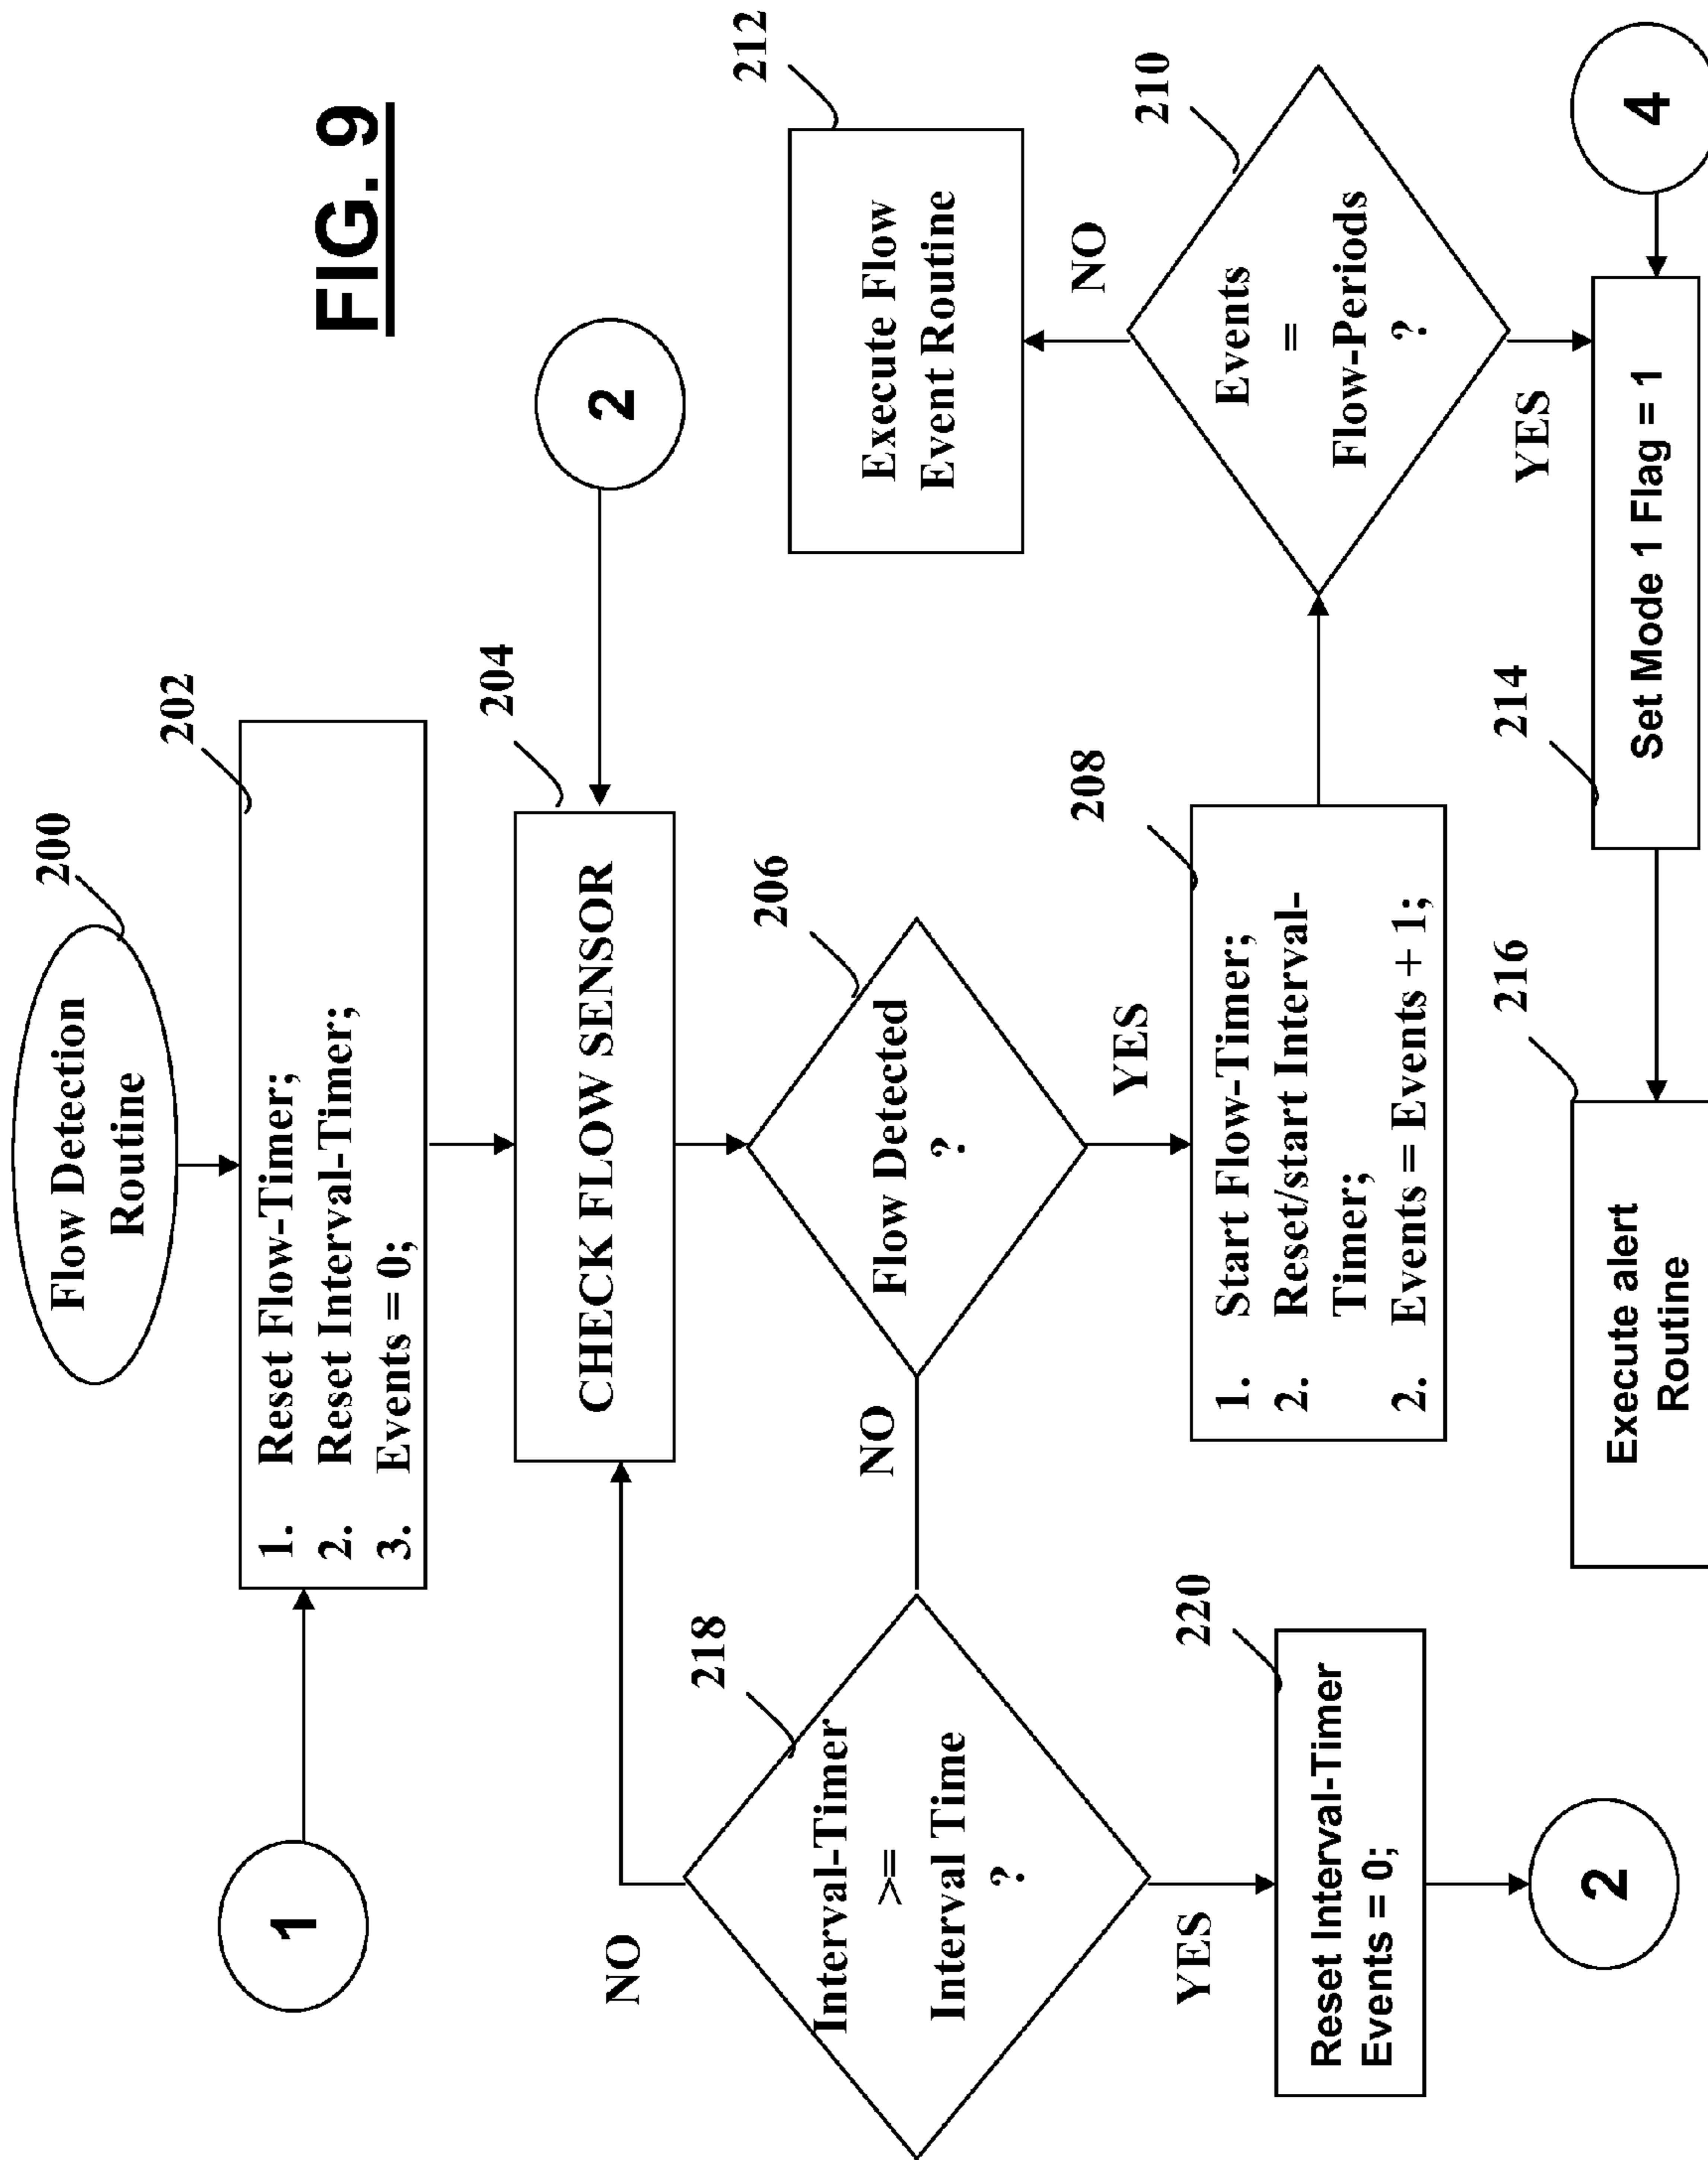 FIG. 9
200
Flow Detection
Routine
202
1
1. Reset Flow-Timer;
2. Reset Interval-Timer;
3. Events = 0;
204
CHECK FLOW SENSOR
2
206
Flow Detected
?
NO
YES
218
Interval-Timer
>=
Interval Time
?
NO
YES
220
Reset Interval-Timer
Events = 0;
2
208
1. Start Flow-Timer;
2. Reset/start Interval-
Timer;
2. Events = Events + 1;
210
Events
=
Flow-Periods
?
NO
212
Execute Flow
Event Routine
YES
214
Set Mode 1 Flag = 1
4
216
Execute alert
Routine